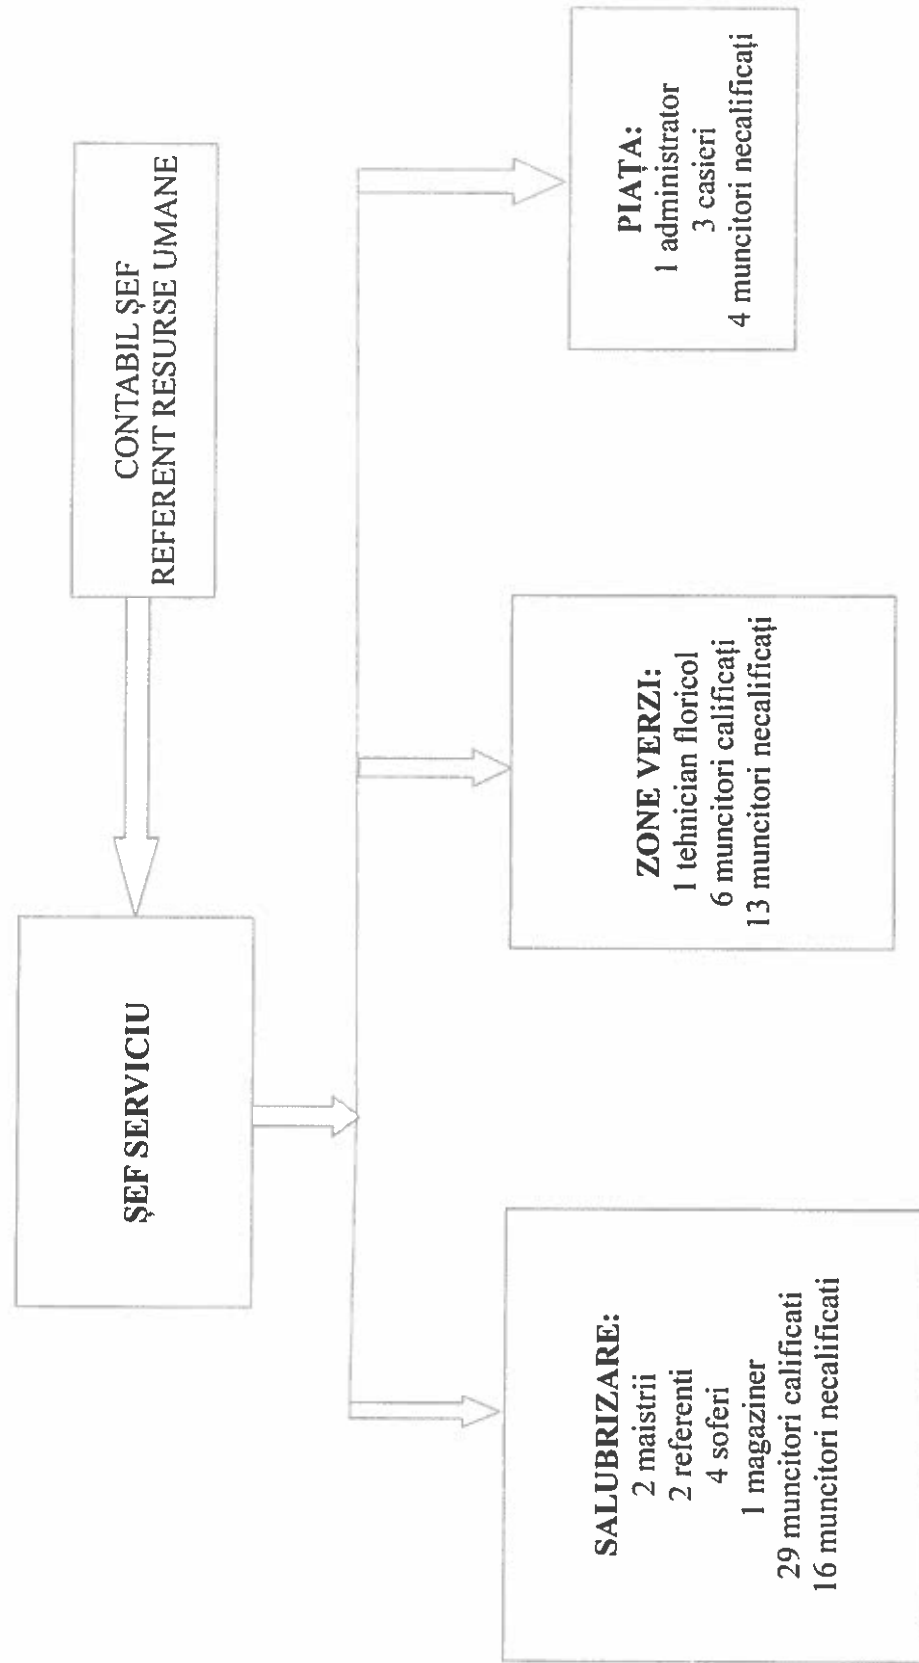 CONTABIL ŞEF
REFERENT RESURSE UMANE
ŞEF SERVICIU
SALUBRIZARE:
2 maistrii
2 referenti
4 soferi
1 magaziner
29 muncitori calificati
16 muncitori necalificati
ZONE VERZI:
1 tehnician floricol
6 muncitori calificaţi
13 muncitori necalificaţi
PIAŢA:
1 administrator
3 casieri
4 muncitori necalificaţi